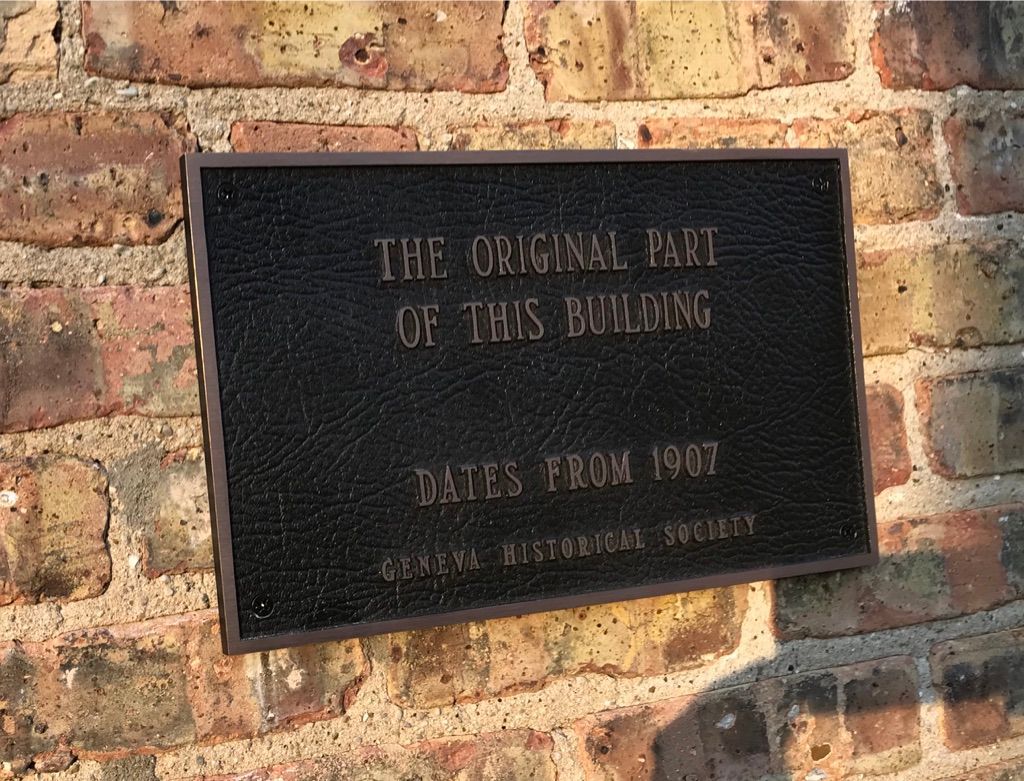 THE ORIGINAL PART
OF THIS BUILDING
DATES FROM 1907
GENEVA HISTORICAL SOCIETY